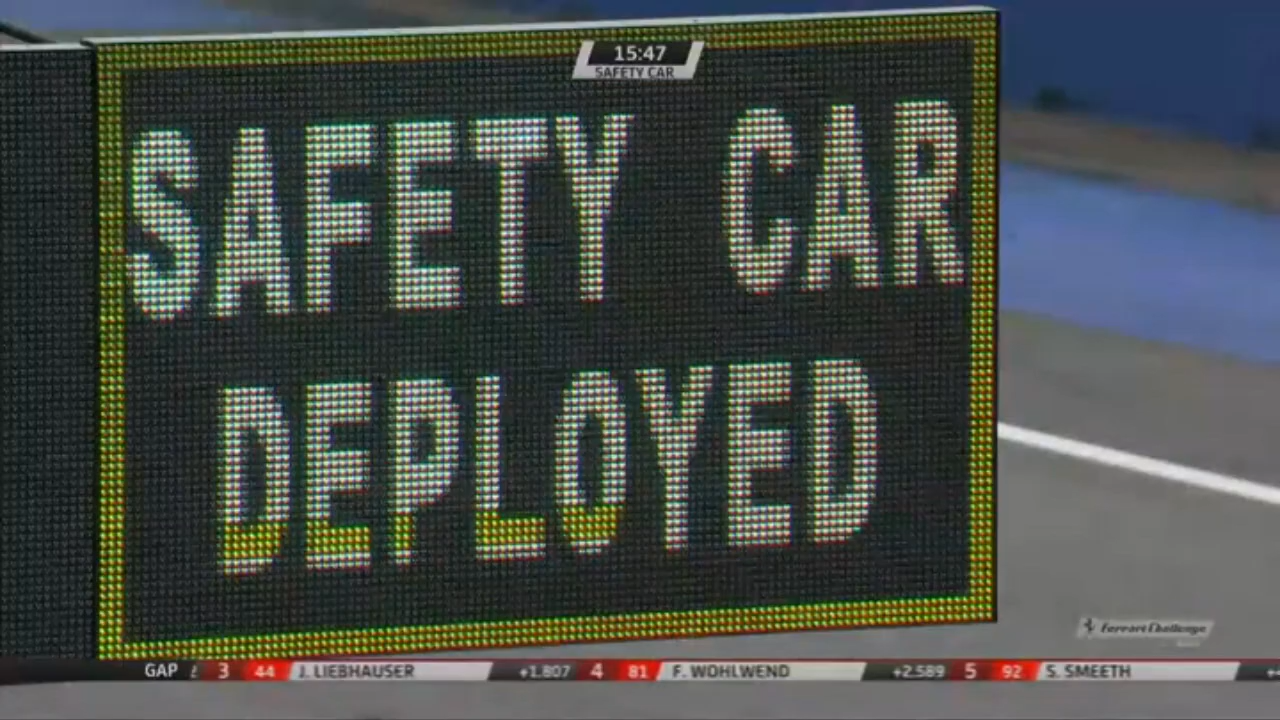 15:47
SAFETY CAR
SAFETY CAR
DEPLOYED
Ferrari Challenge
GAP 3 44 J. LIEBHAUSER +1.807 4 81 F. WOHLWEND +2.589 5 92 S. SMEETH